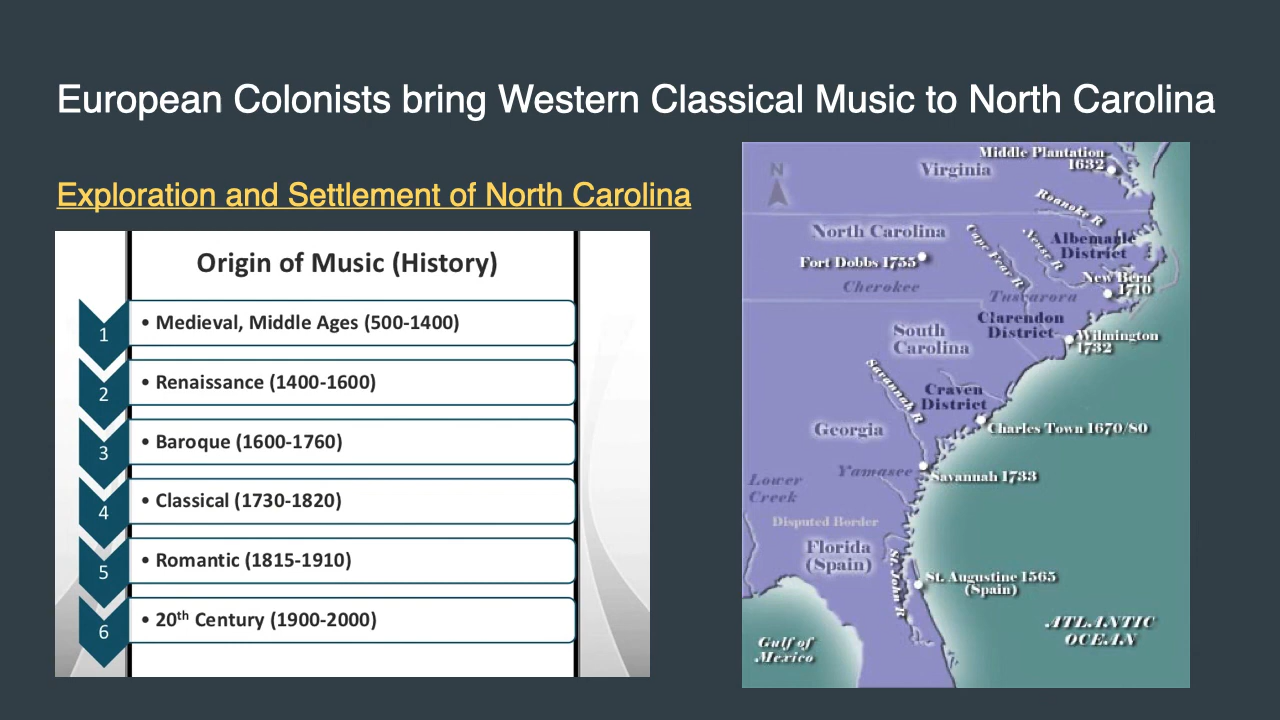 European Colonists bring Western Classical Music to North Carolina
Exploration and Settlement of North Carolina
Origin of Music (History)
1
• Medieval, Middle Ages (500-1400)
2
• Renaissance (1400-1600)
3
• Baroque (1600-1760)
4
• Classical (1730-1820)
5
• Romantic (1815-1910)
6
• 20th Century (1900-2000)
Middle Plantation
1632
N
Virginia
Roanoke R
North Carolina
Cape Fear R
Neuse R
Albemarle
District
Fort Dobbs 1755
Cherokee
New Bern
1710
Tuscarora
Clarendon
District
South
Carolina
Wilmington
1732
Savannah R
Craven
District
Georgia
Charles Town 1670/80
Yamasee
Savannah 1733
Lower
Creek
Disputed Border
Florida
(Spain)
St. John R
St. Augustine 1565
(Spain)
ATLANTIC
OCEAN
Gulf of
Mexico